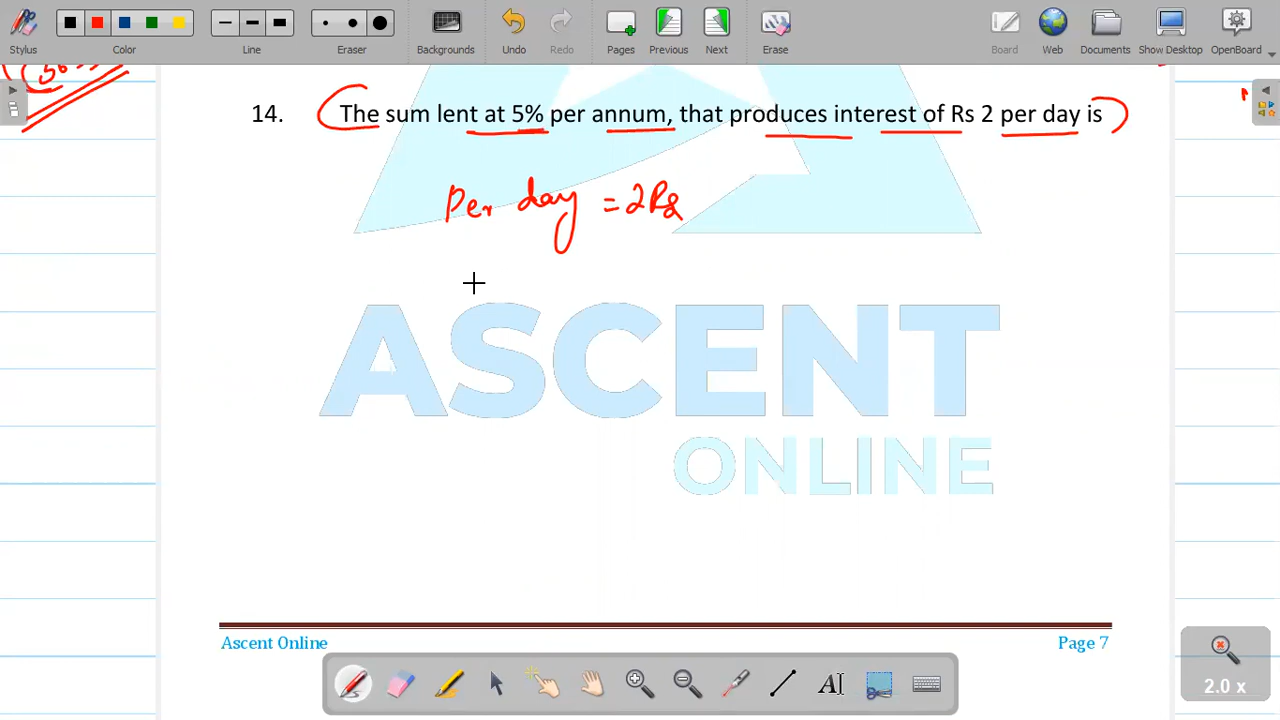 Stylus
Color
Line
Eraser
Backgrounds
Undo
Redo
Pages
Previous
Next
Erase
Board
Web
Documents
Show Desktop
OpenBoard
14. The sum lent at 5% per annum, that produces interest of Rs 2 per day is
Per day = 2Rs
ASCENT
ONLINE
Ascent Online
Page 7
2.0 x